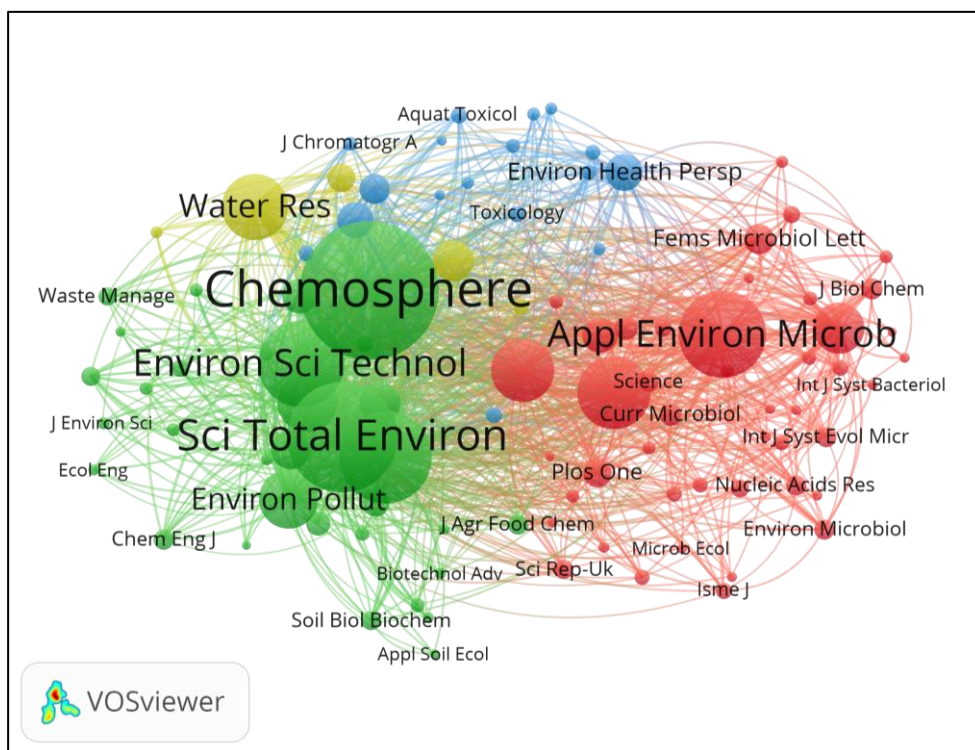 Aquat Toxicol
J Chromatogr A
Environ Health Persp
Water Res
Toxicology
Fems Microbiol Lett
Chemosphere
J Biol Chem
Waste Manage
Appl Environ Microb
Environ Sci Technol
Science
Int J Syst Bacteriol
Curr Microbiol
J Environ Sci
Sci Total Environ
Int J Syst Evol Micr
Ecol Eng
Plos One
Nucleic Acids Res
Environ Pollut
J Agr Food Chem
Environ Microbiol
Chem Eng J
Microb Ecol
Biotechnol Adv
Sci Rep-Uk
Isme J
Soil Biol Biochem
Appl Soil Ecol
VOSviewer